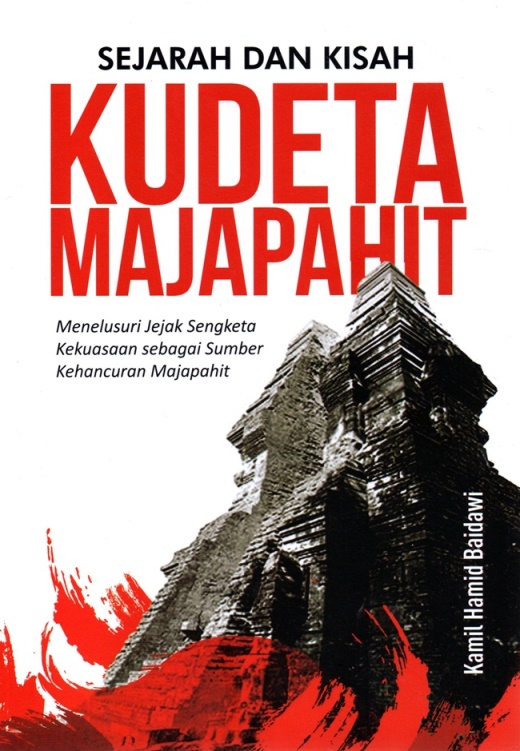 SEJARAH DAN KISAH
KUDETA
MAJAPAHIT
Menelusuri Jejak Sengketa
Kekuasaan sebagai Sumber
Kehancuran Majapahit
Kamil Hamid Baidawi